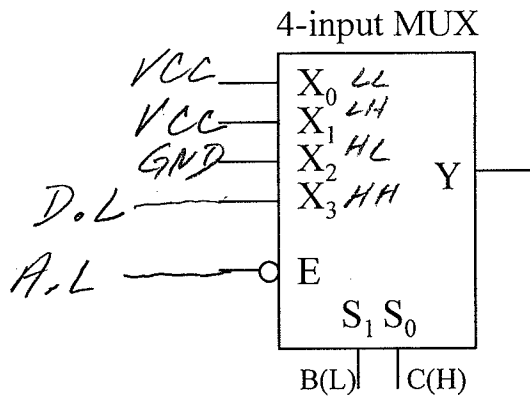 4-input MUX
VCC X₀ LL
VCC X₁ LH
GND X₂ HL
Y
D.L X₃ HH
A.L E
S₁ S₀
B(L) C(H)